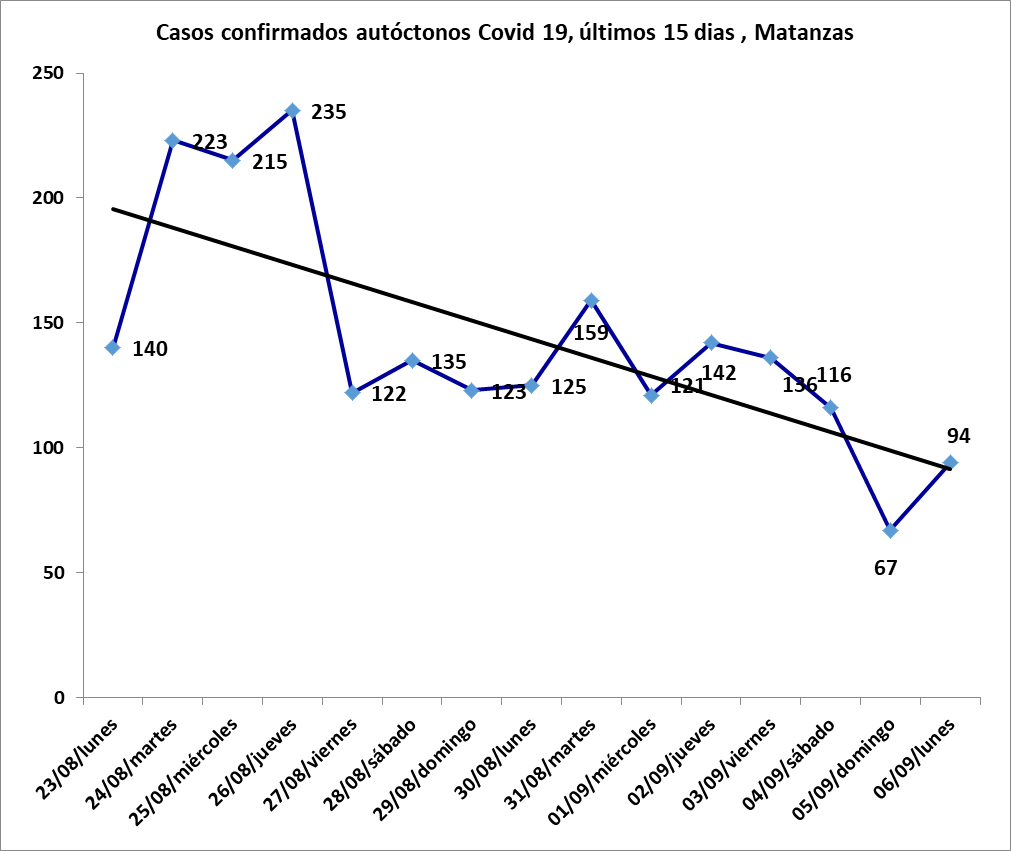 Casos confirmados autóctonos Covid 19, últimos 15 dias , Matanzas
250
200
150
100
50
0
140
223
215
235
122
135
123
125
159
121
142
136
116
67
94
23/08/lunes
24/08/martes
25/08/miércoles
26/08/jueves
27/08/viernes
28/08/sábado
29/08/domingo
30/08/lunes
31/08/martes
01/09/miércoles
02/09/jueves
03/09/viernes
04/09/sábado
05/09/domingo
06/09/lunes